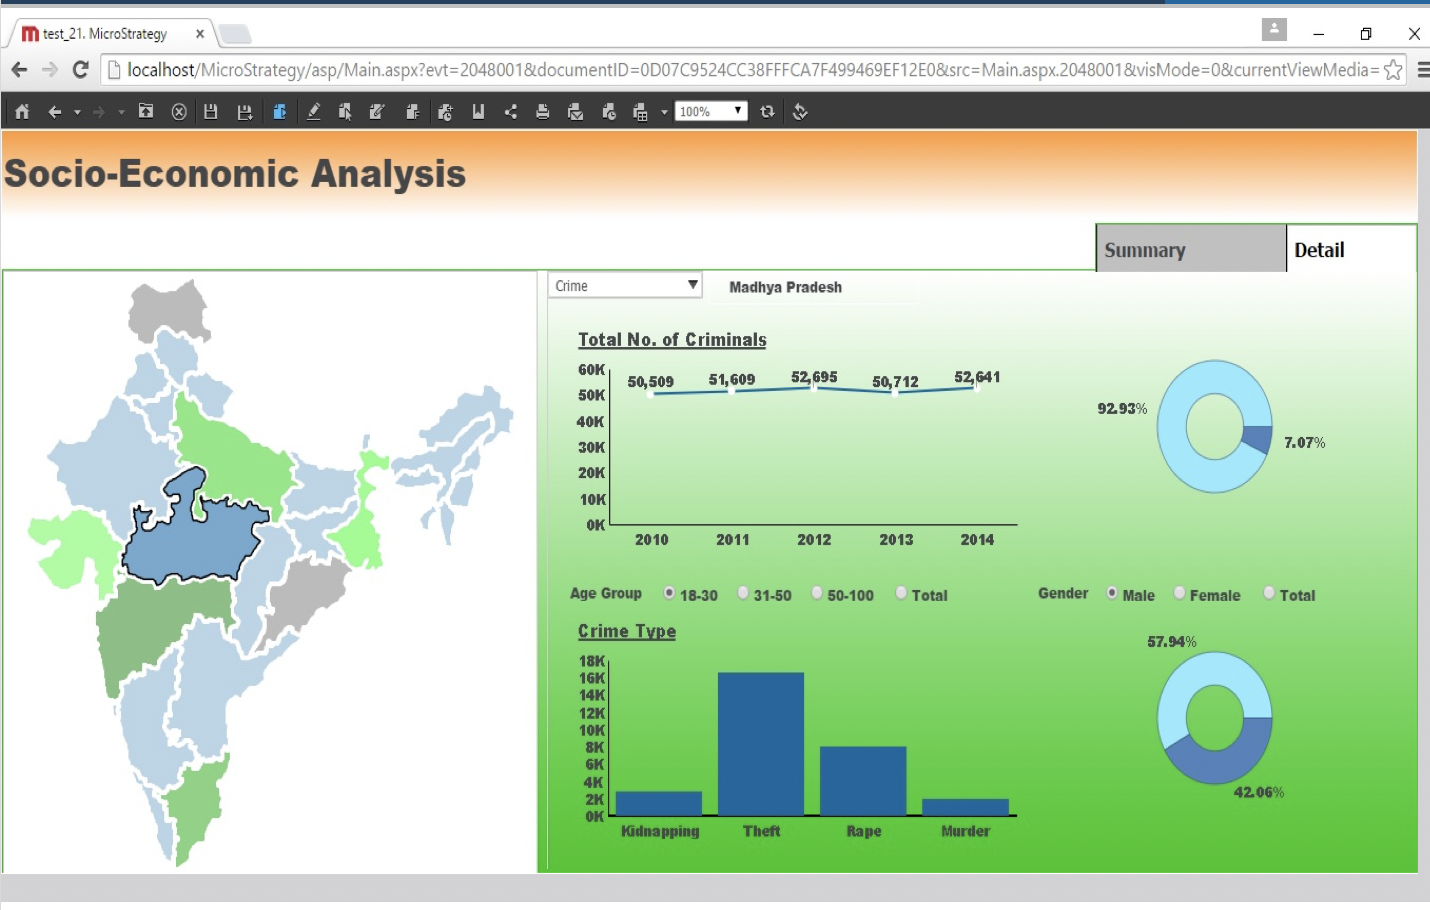 test_21. MicroStrategy
localhost/MicroStrategy/asp/Main.aspx?evt=2048001&documentID=0D07C9524CC38FFFCA7F499469EF12E0&src=Main.aspx.2048001&visMode=0&currentViewMedia=
100%
Socio-Economic Analysis
Summary
Detail
Crime
Madhya Pradesh
Total No. of Criminals
60K
50K
40K
30K
20K
10K
0K
50,509
51,609
52,695
50,712
52,641
2010
2011
2012
2013
2014
92.93%
7.07%
Age Group
18-30
31-50
50-100
Total
Gender
Male
Female
Total
Crime Type
18K
16K
14K
12K
10K
8K
6K
4K
2K
0K
Kidnapping
Theft
Rape
Murder
57.94%
42.06%